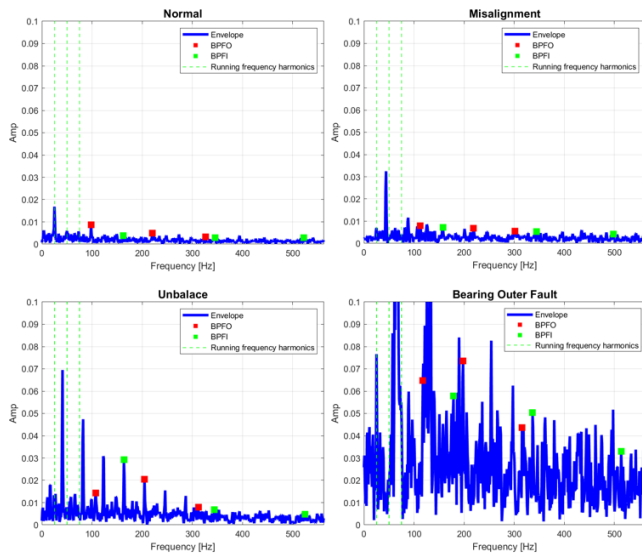 Normal
0.1
0.09
0.08
0.07
0.06
0.05
0.04
0.03
0.02
0.01
0
Amp
Envelope
BPFO
BPFI
Running frequency harmonics
0 100 200 300 400 500
Frequency [Hz]
Misalignment
0.1
0.09
0.08
0.07
0.06
0.05
0.04
0.03
0.02
0.01
0
Amp
Envelope
BPFO
BPFI
Running frequency harmonics
0 100 200 300 400 500
Frequency [Hz]
Unbalace
0.1
0.09
0.08
0.07
0.06
0.05
0.04
0.03
0.02
0.01
0
Amp
Envelope
BPFO
BPFI
Running frequency harmonics
0 100 200 300 400 500
Frequency [Hz]
Bearing Outer Fault
0.1
0.09
0.08
0.07
0.06
0.05
0.04
0.03
0.02
0.01
0
Amp
Envelope
BPFO
BPFI
Running frequency harmonics
0 100 200 300 400 500
Frequency [Hz]